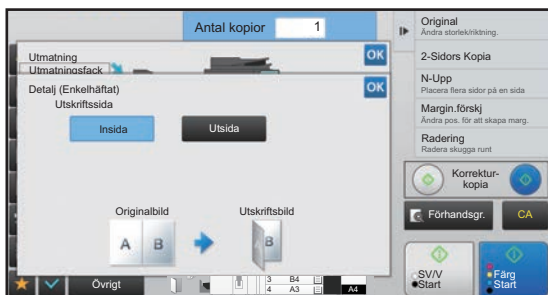 Antal kopior 1
Utmatning
OK
Utmatningsfack
Detalj (Enkelhäftat)
OK
Utskriftssida
Insida
Utsida
Originalbild
Utskriftsbild
A B
B
Övrigt
3 B4
4 A3
A4
Original
Ändra storlek/riktning.
2-Sidors Kopia
N-Upp
Placera flera sidor på en sida
Margin.förskj
Ändra pos. för att skapa marg.
Radering
Radera skugga runt
Korrektur-
kopia
Förhandsgr.
CA
SV/V
Start
Färg
Start